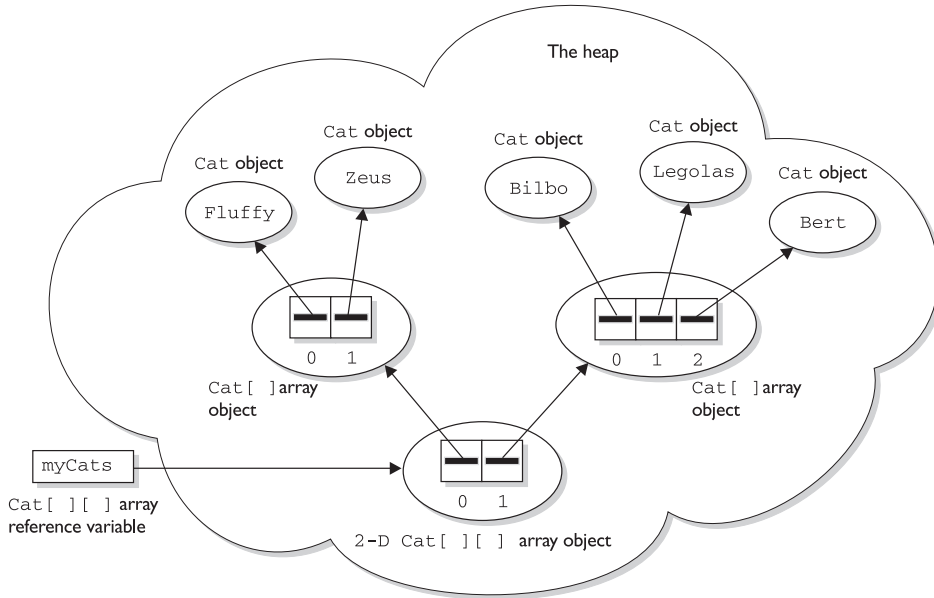 The heap
Cat object
Cat object
Cat object
Cat object
Cat object
Fluffy
Zeus
Bilbo
Legolas
Bert
0 1
0 1 2
Cat[ ]array
object
Cat[ ]array
object
myCats
0 1
Cat[ ][ ] array
reference variable
2-D Cat[ ][ ] array object